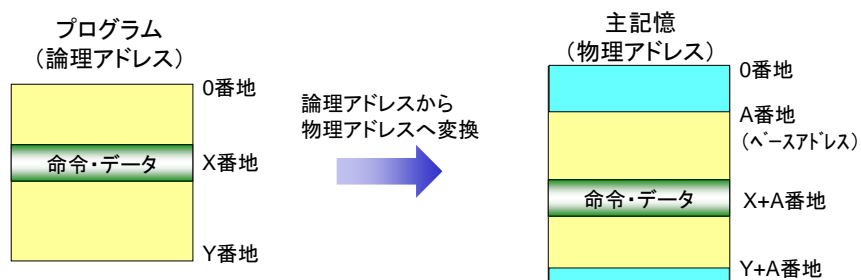 プログラム
（論理アドレス）
0番地
命令・データ
X番地
Y番地
論理アドレスから
物理アドレスへ変換
主記憶
（物理アドレス）
0番地
A番地
（ﾍﾞｰｽｱﾄﾞﾚｽ）
命令・データ
X+A番地
Y+A番地